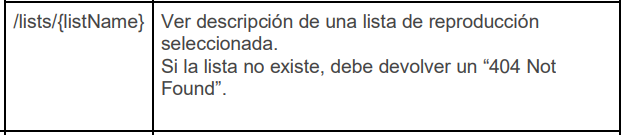 /lists/{listName} Ver descripción de una lista de reproducción
seleccionada.
Si la lista no existe, debe devolver un “404 Not
Found”.